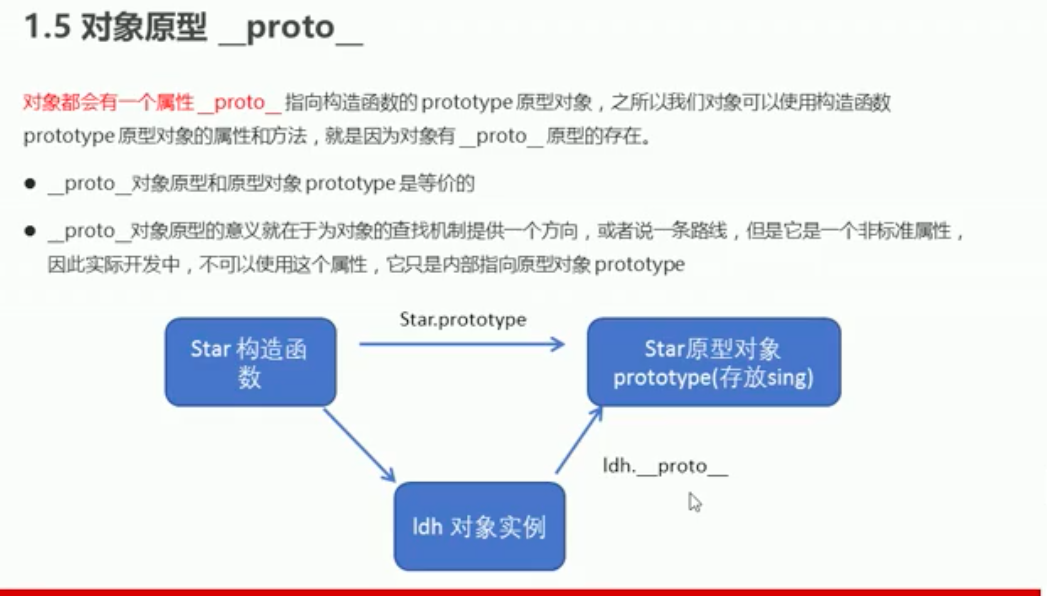 1.5 对象原型 __proto__
对象都会有一个属性 __proto__ 指向构造函数的 prototype 原型对象，之所以我们对象可以使用构造函数
prototype 原型对象的属性和方法，就是因为对象有 __proto__ 原型的存在。
● __proto__对象原型和原型对象 prototype 是等价的
● __proto__对象原型的意义就在于为对象的查找机制提供一个方向，或者说一条路线，但是它是一个非标准属性，
因此实际开发中，不可以使用这个属性，它只是内部指向原型对象 prototype
Star.prototype
Star 构造函
数
Star原型对象
prototype(存放sing)
ldh.__proto__
ldh 对象实例